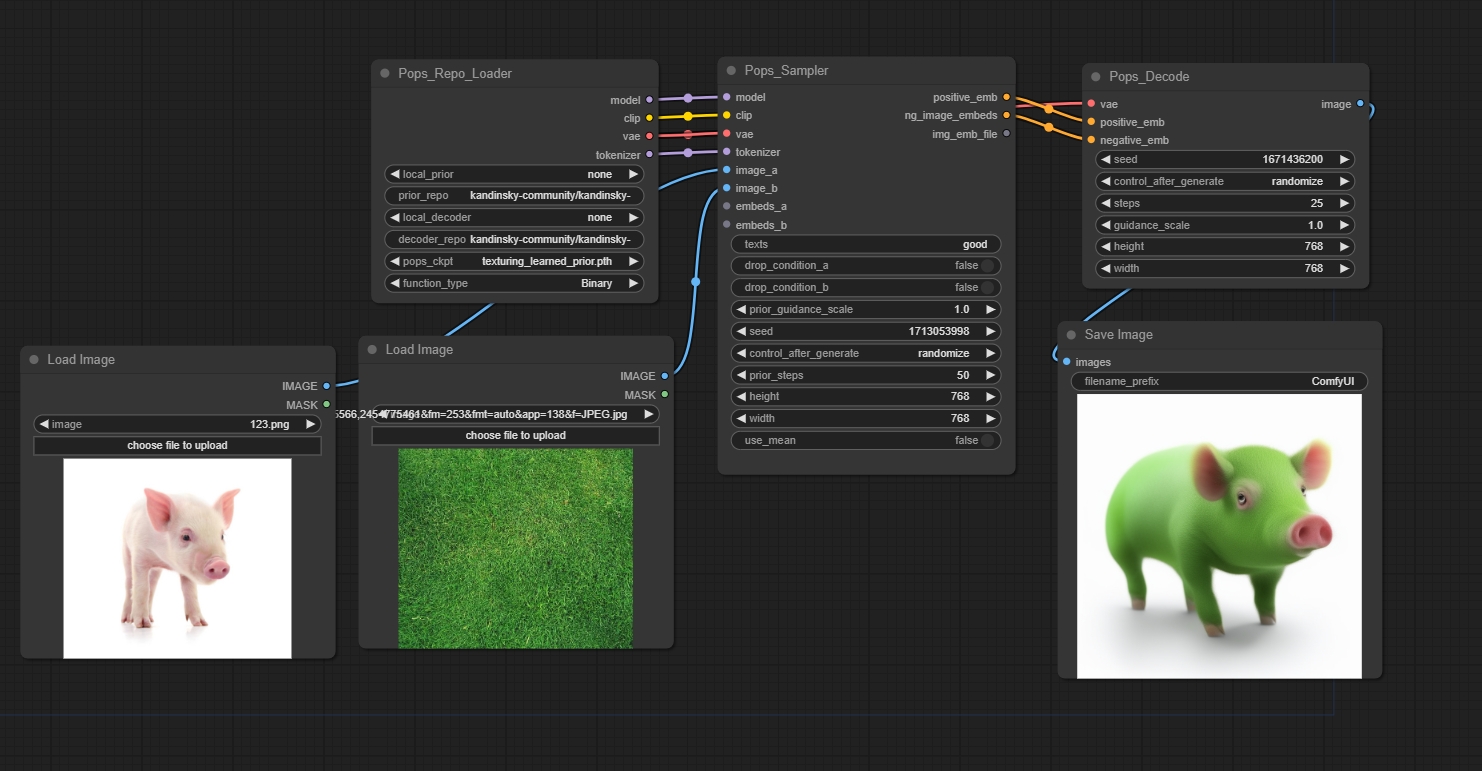 Pops_Repo_Loader
model
clip
vae
tokenizer
local_prior none
prior_repo kandinsky-community/kandinsky-
local_decoder none
decoder_repo kandinsky-community/kandinsky-
pops_ckpt texturing_learned_prior.pth
function_type Binary
Pops_Sampler
model positive_emb
clip ng_image_embeds
vae img_emb_file
tokenizer
image_a
image_b
embeds_a
embeds_b
texts good
drop_condition_a false
drop_condition_b false
prior_guidance_scale 1.0
seed 1713053998
control_after_generate randomize
prior_steps 50
height 768
width 768
use_mean false
Pops_Decode
vae image
positive_emb
negative_emb
seed 1671436200
control_after_generate randomize
steps 25
guidance_scale 1.0
height 768
width 768
Load Image
IMAGE
MASK
image 123.png
choose file to upload
Load Image
IMAGE
MASK
&fm=253&fmt=auto&app=138&f=JPEG.jpg
choose file to upload
Save Image
images
filename_prefix ComfyUI